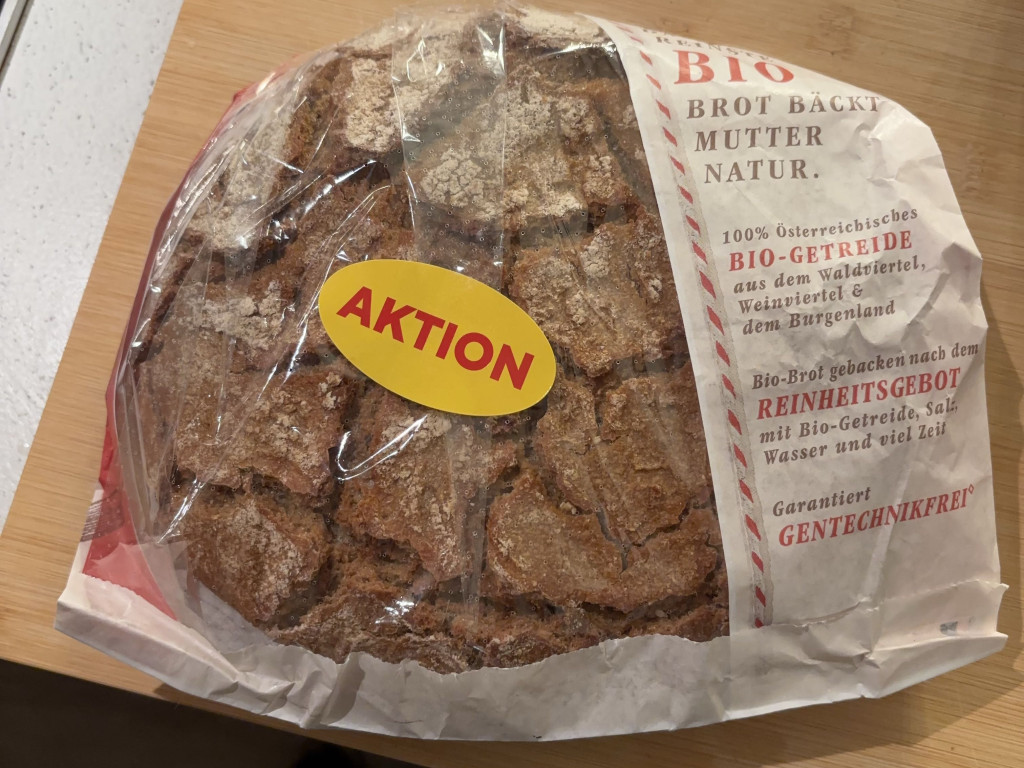 BIO
BROT BÄCKT
MUTTER
NATUR.
100% Österreichisches
BIO-GETREIDE
aus dem Waldviertel,
Weinviertel &
dem Burgenland
Bio-Brot gebacken nach dem
REINHEITSGEBOT
mit Bio-Getreide, Salz,
Wasser und viel Zeit
Garantiert
GENTECHNIKFREI◊
AKTION